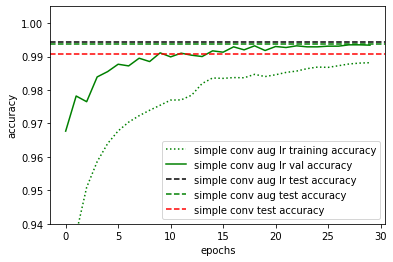 1.00
0.99
0.98
0.97
0.96
0.95
0.94
accuracy
simple conv aug lr training accuracy
simple conv aug lr val accuracy
simple conv aug lr test accuracy
simple conv aug test accuracy
simple conv test accuracy
0 5 10 15 20 25 30
epochs